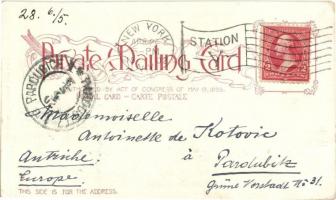 28. 6./5.
NEW YORK
STATION
Private Mailing Card
AUTHORIZED BY ACT OF CONGRESS OF MAY 19, 1898.
POSTAL CARD – CARTE POSTALE
Mademoiselle
Antoinesse de Kotovic
Autriche:
à Pardubitz
Europe.
Grüne Vorstadt No 31.
THIS SIDE IS FOR THE ADDRESS.